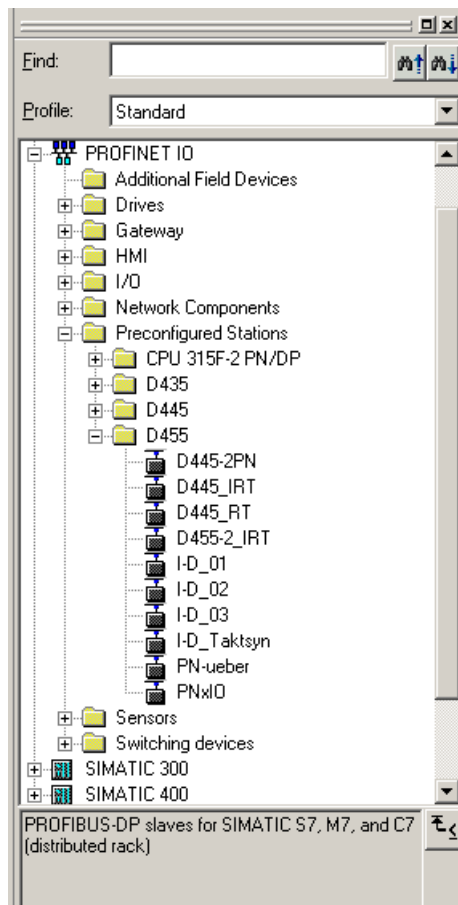 Find:
Profile: Standard
PROFINET IO
Additional Field Devices
Drives
Gateway
HMI
I/O
Network Components
Preconfigured Stations
CPU 315F-2 PN/DP
D435
D445
D455
D445-2PN
D445_IRT
D445_RT
D455-2_IRT
I-D_01
I-D_02
I-D_03
I-D_Taktsyn
PN-ueber
PNxIO
Sensors
Switching devices
SIMATIC 300
SIMATIC 400
PROFIBUS-DP slaves for SIMATIC S7, M7, and C7
(distributed rack)